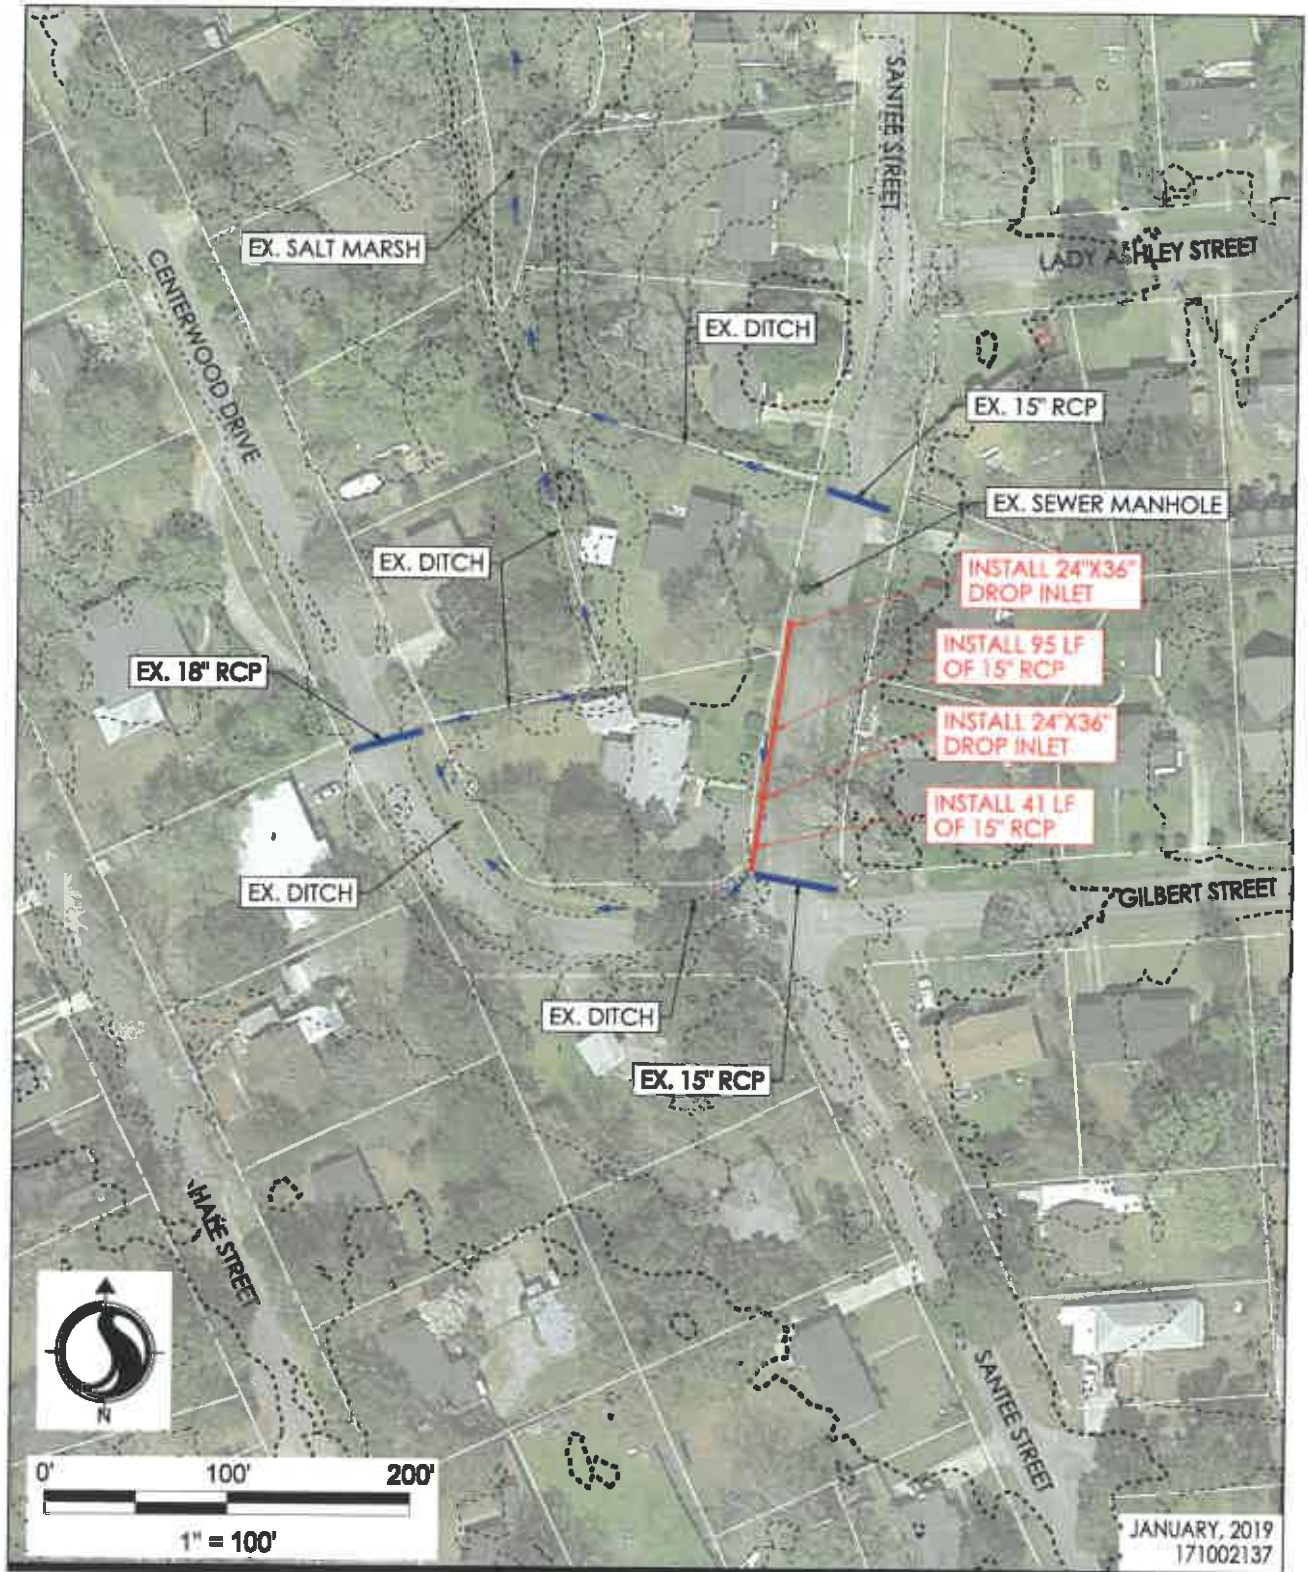 SANTEE STREET
LADY ASHLEY STREET
EX. SALT MARSH
CENTERWOOD DRIVE
EX. DITCH
EX. 15" RCP
EX. SEWER MANHOLE
EX. DITCH
INSTALL 24"X36"
DROP INLET
INSTALL 95 LF
OF 15" RCP
EX. 18" RCP
INSTALL 24"X36"
DROP INLET
INSTALL 41 LF
OF 15" RCP
EX. DITCH
GILBERT STREET
EX. DITCH
EX. 15" RCP
HALE STREET
SANTEE STREET
N
0' 100' 200'
1" = 100'
JANUARY, 2019
171002137